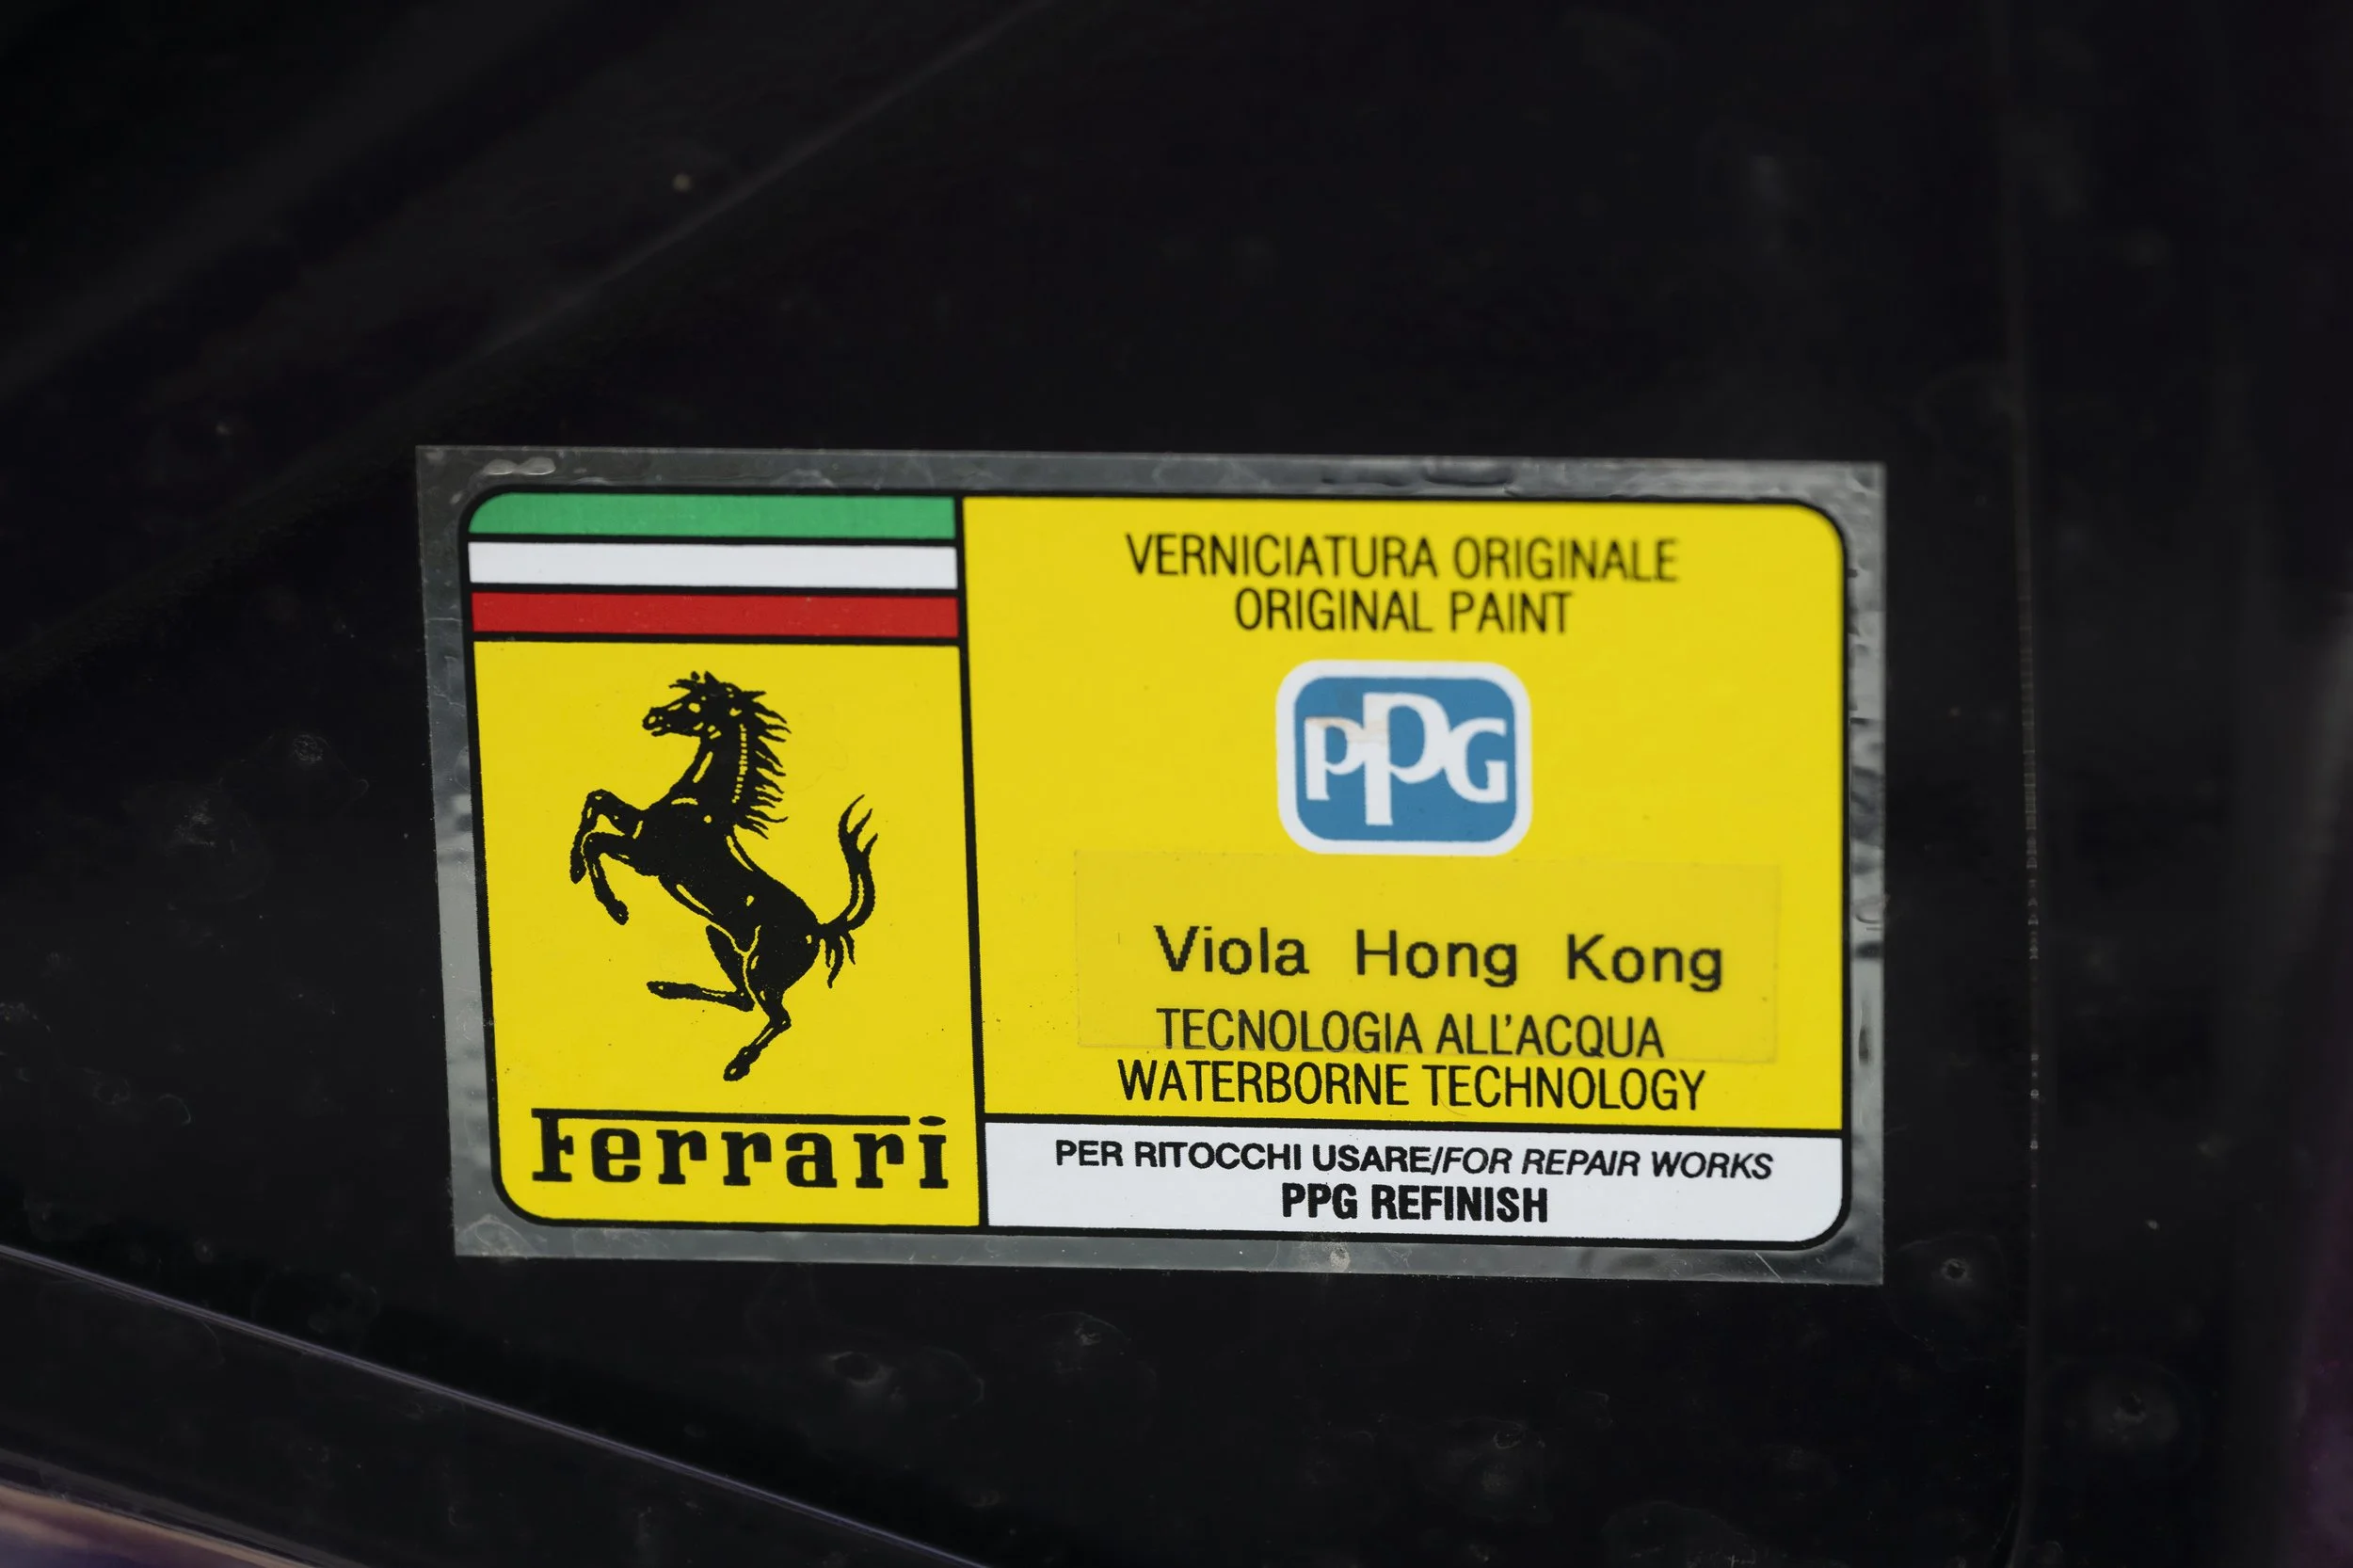 VERNICIATURA ORIGINALE
ORIGINAL PAINT
PPG
Viola Hong Kong
TECNOLOGIA ALL'ACQUA
WATERBORNE TECHNOLOGY
Ferrari
PER RITOCCHI USARE/FOR REPAIR WORKS
PPG REFINISH